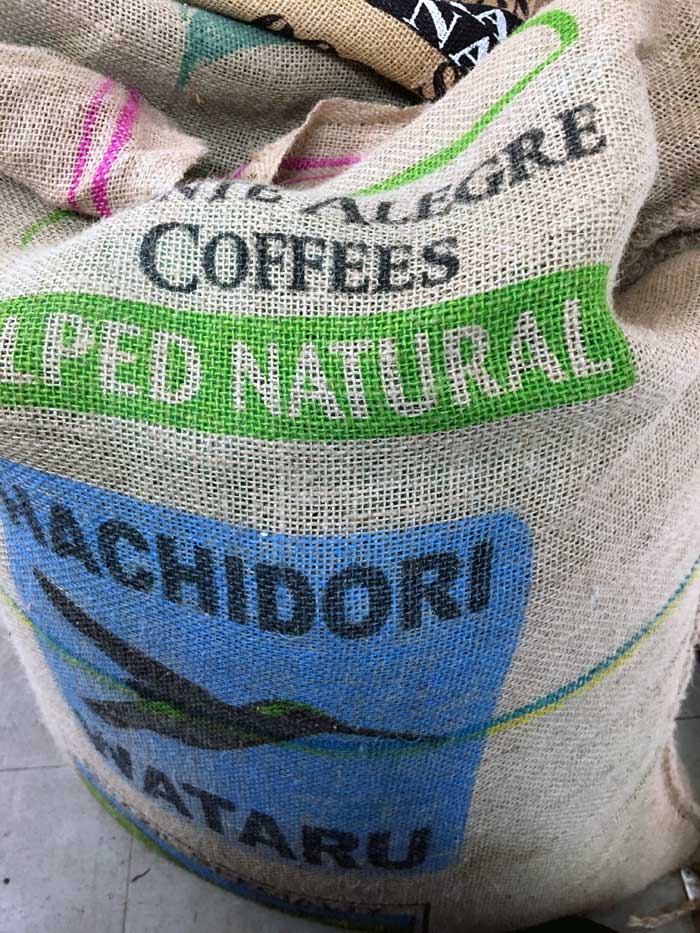 ALEGRE
COFFEES
LPED NATURAL
HACHIDORI
WATARU